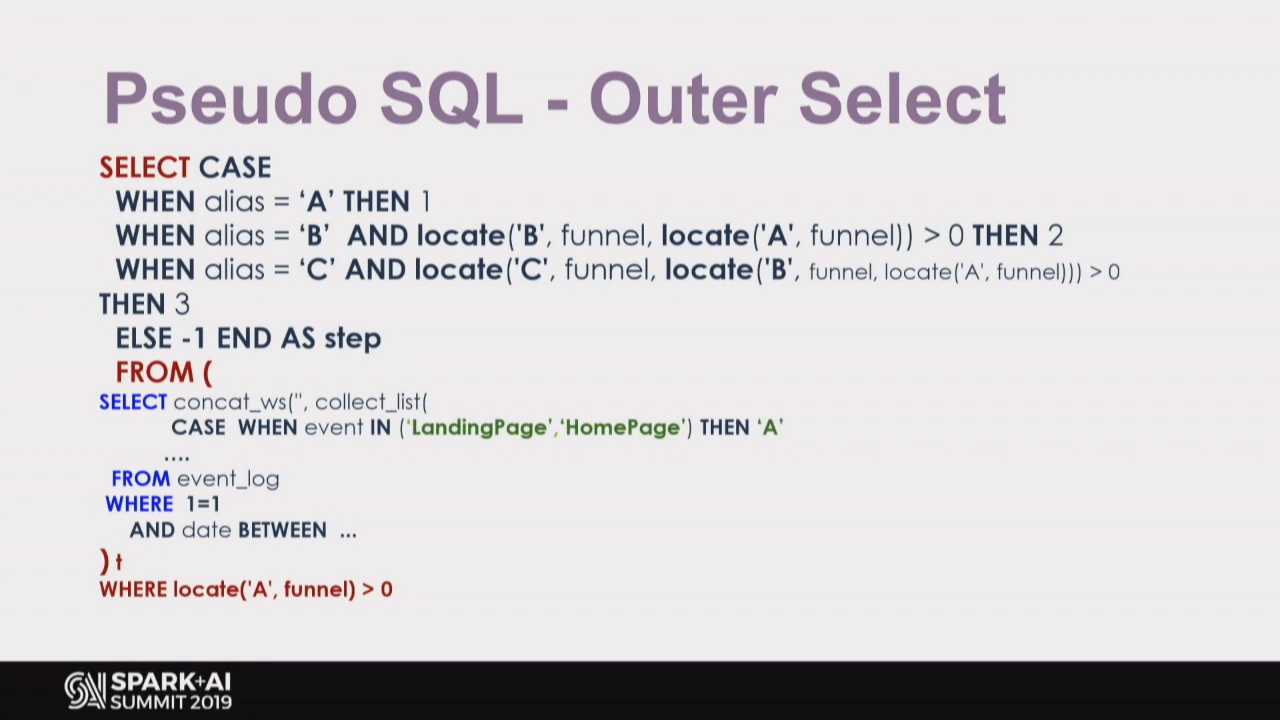 Pseudo SQL - Outer Select
SELECT CASE
WHEN alias = ‘A’ THEN 1
WHEN alias = ‘B’ AND locate('B', funnel, locate('A', funnel)) > 0 THEN 2
WHEN alias = ‘C’ AND locate('C', funnel, locate('B', funnel, locate('A', funnel))) > 0
THEN 3
ELSE -1 END AS step
FROM (
SELECT concat_ws('', collect_list(
CASE WHEN event IN (‘LandingPage’,‘HomePage’) THEN ‘A’
....
FROM event_log
WHERE 1=1
AND date BETWEEN ...
) t
WHERE locate('A', funnel) > 0
SPARK+AI
SUMMIT 2019